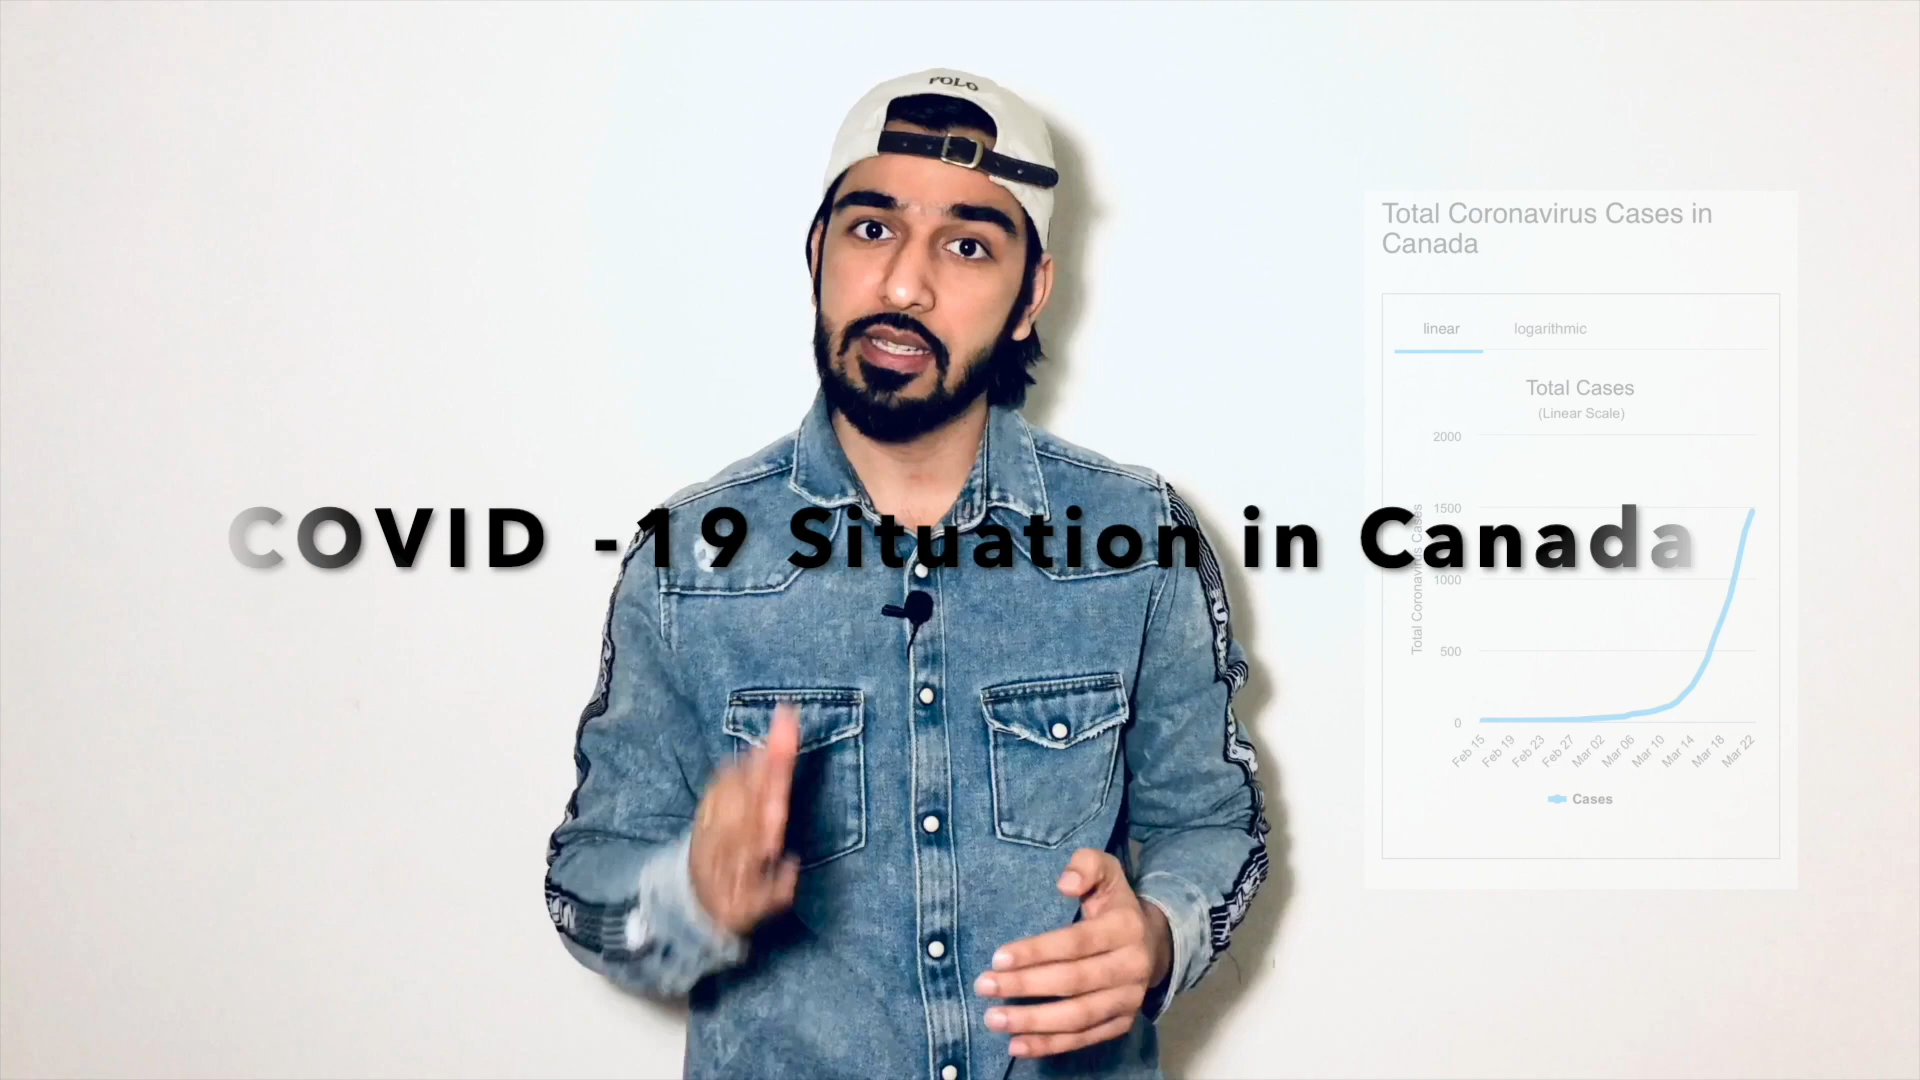 POLO
Total Coronavirus Cases in
Canada
linear
logarithmic
Total Cases
(Linear Scale)
COVID -19 Situation in Canada
Total Coronavirus Cases
2000
1500
1000
500
0
Feb 15
Feb 19
Feb 23
Feb 27
Mar 02
Mar 06
Mar 10
Mar 14
Mar 18
Mar 22
Cases